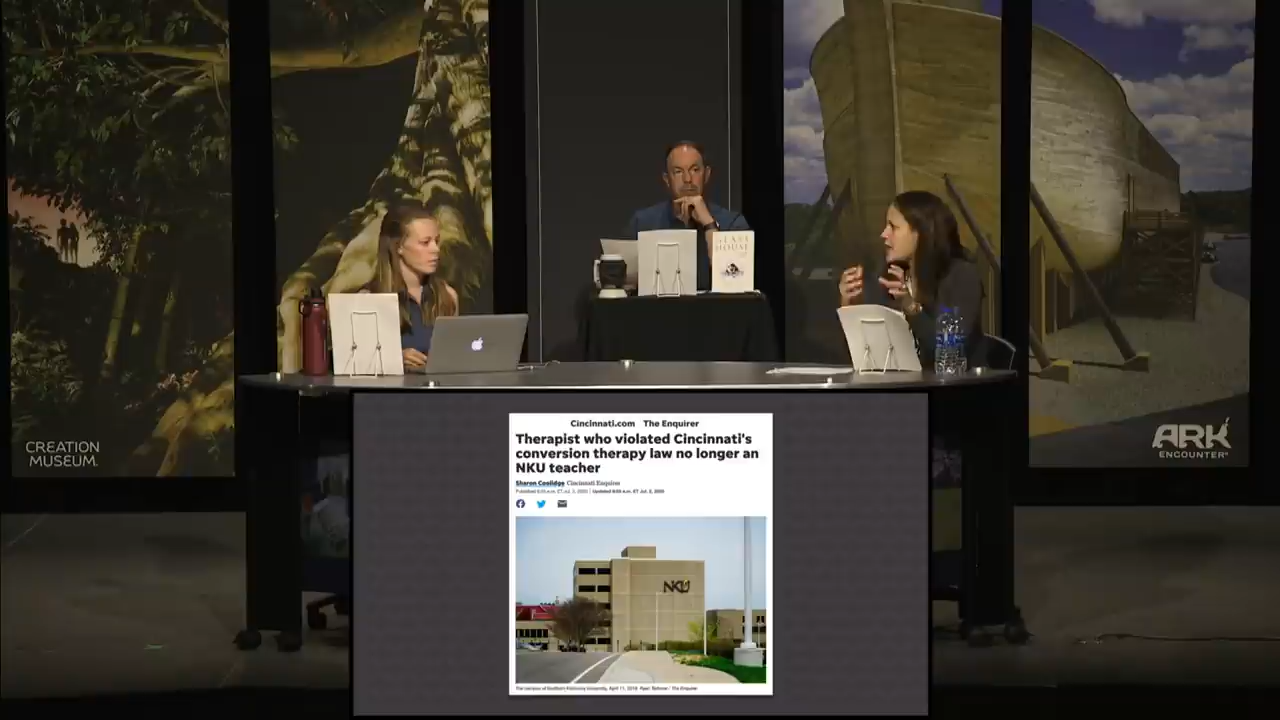 CREATION
MUSEUM
ARK
ENCOUNTER
Cincinnati.com The Enquirer
Therapist who violated Cincinnati's
conversion therapy law no longer an
NKU teacher
Sharon Coolidge Cincinnati Enquirer
NKU